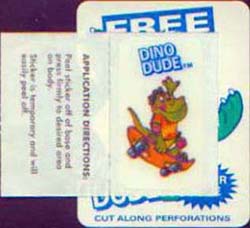 FREE
DINO
DUDE™
APPLICATION DIRECTIONS:
Peel sticker off of base and
press firmly to desired area
on body.
Sticker is temporary and will
easily peel off.
CUT ALONG PERFORATIONS